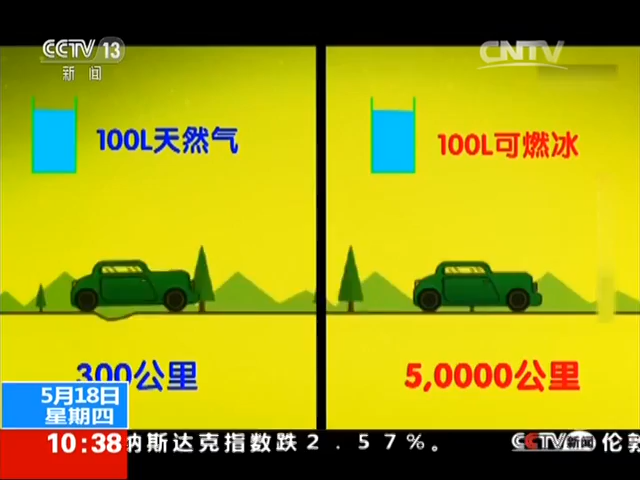 CCTV 13
新闻
CNTV
100L天然气
100L可燃冰
300公里
5,0000公里
5月18日
星期四
10:38
纳斯达克指数跌2.57%。
CCTV新闻
伦敦